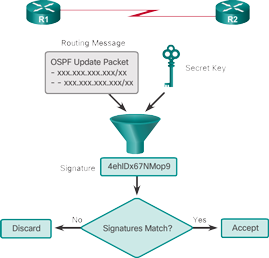 R1
R2
Routing Message
OSPF Update Packet
- xxx.xxx.xxx.xxx/xx
- - xxx.xxx.xxx.xxx/xx
Secret Key
Signature
4ehIDx67NMop9
Signatures Match?
No
Yes
Discard
Accept